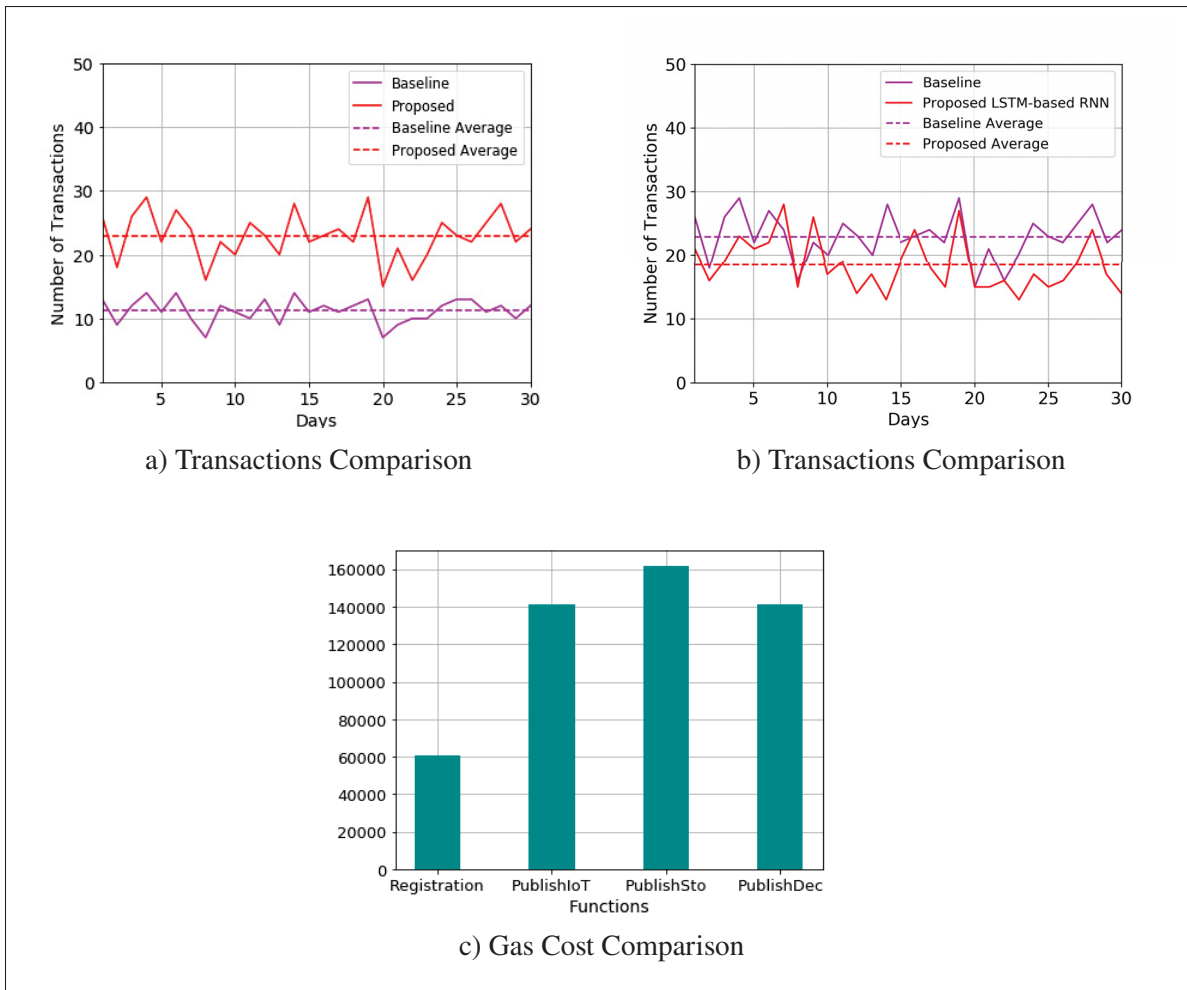 50
40
30
20
10
0
Number of Transactions
Baseline
Proposed
Baseline Average
Proposed Average
5 10 15 20 25 30
Days
a) Transactions Comparison
50
40
30
20
10
0
Number of Transactions
Baseline
Proposed LSTM-based RNN
Baseline Average
Proposed Average
5 10 15 20 25 30
Days
b) Transactions Comparison
160000
140000
120000
100000
80000
60000
40000
20000
0
Registration PublishIoT PublishSto PublishDec
Functions
c) Gas Cost Comparison